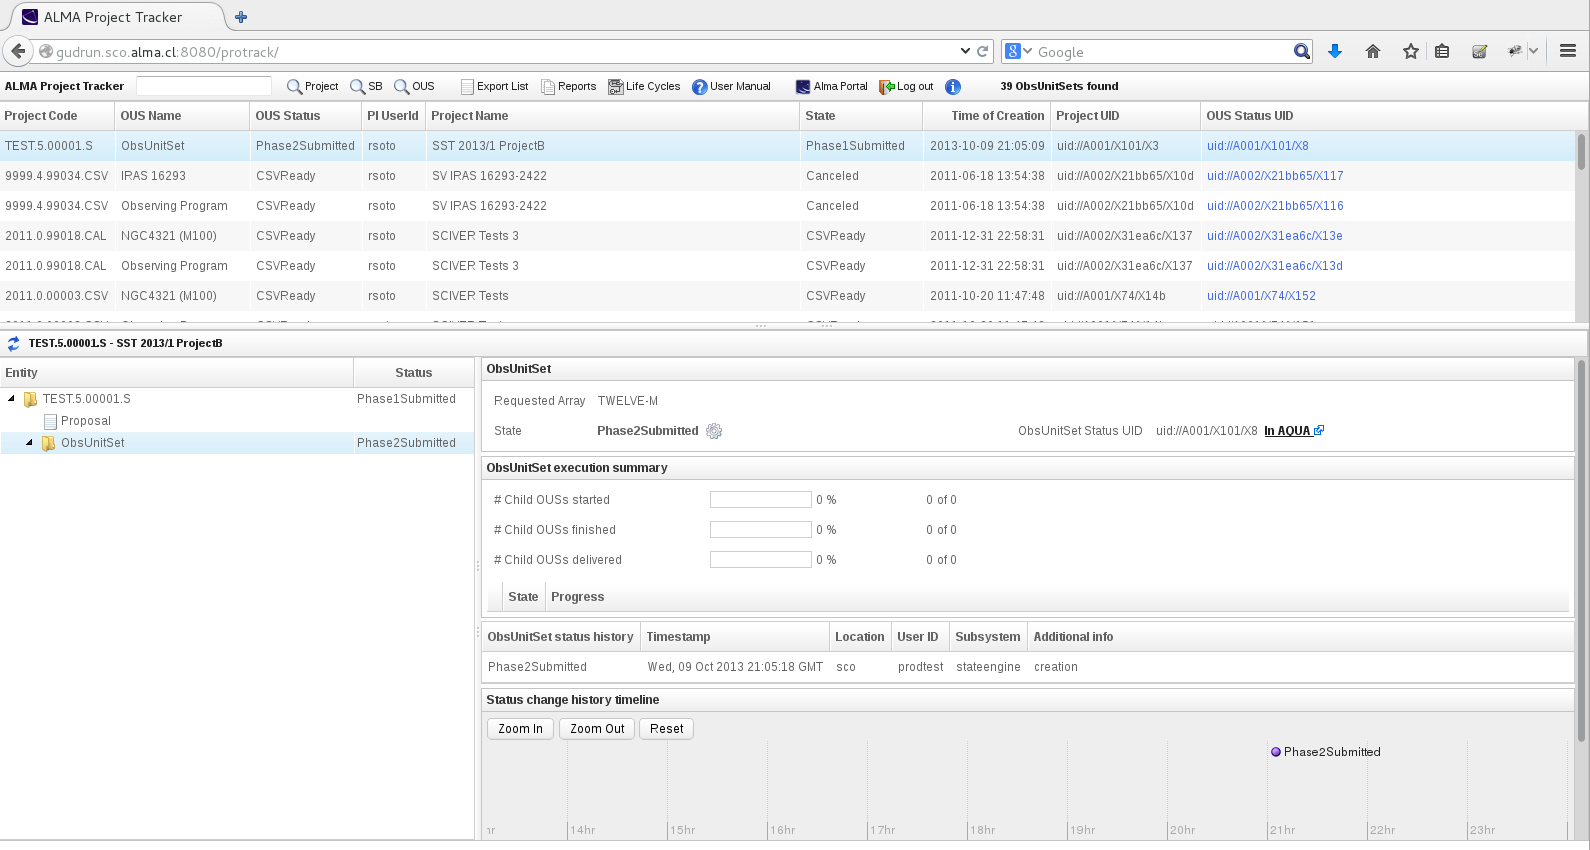 ALMA Project Tracker
gudrun.sco.alma.cl:8080/protrack/
8 Google
ALMA Project Tracker Project SB OUS Export List Reports Life Cycles User Manual Alma Portal Log out 39 ObsUnitSets found
Project Code OUS Name OUS Status PI UserId Project Name State Time of Creation Project UID OUS Status UID
TEST.5.00001.S ObsUnitSet Phase2Submitted rsoto SST 2013/1 ProjectB Phase1Submitted 2013-10-09 21:05:09 uid://A001/X101/X3 uid://A001/X101/X8
9999.4.99034.CSV IRAS 16293 CSVReady rsoto SV IRAS 16293-2422 Canceled 2011-06-18 13:54:38 uid://A002/X21bb65/X10d uid://A002/X21bb65/X117
9999.4.99034.CSV Observing Program CSVReady rsoto SV IRAS 16293-2422 Canceled 2011-06-18 13:54:38 uid://A002/X21bb65/X10d uid://A002/X21bb65/X116
2011.0.99018.CAL NGC4321 (M100) CSVReady rsoto SCIVER Tests 3 CSVReady 2011-12-31 22:58:31 uid://A002/X31ea6c/X137 uid://A002/X31ea6c/X13e
2011.0.99018.CAL Observing Program CSVReady rsoto SCIVER Tests 3 CSVReady 2011-12-31 22:58:31 uid://A002/X31ea6c/X137 uid://A002/X31ea6c/X13d
2011.0.00003.CSV NGC4321 (M100) CSVReady rsoto SCIVER Tests CSVReady 2011-10-20 11:47:48 uid://A001/X74/X14b uid://A001/X74/X152
TEST.5.00001.S - SST 2013/1 ProjectB
Entity Status
TEST.5.00001.S Phase1Submitted
Proposal
ObsUnitSet Phase2Submitted
ObsUnitSet
Requested Array TWELVE-M
State Phase2Submitted ObsUnitSet Status UID uid://A001/X101/X8 In AQUA
ObsUnitSet execution summary
# Child OUSs started 0 % 0 of 0
# Child OUSs finished 0 % 0 of 0
# Child OUSs delivered 0 % 0 of 0
State Progress
ObsUnitSet status history Timestamp Location User ID Subsystem Additional info
Phase2Submitted Wed, 09 Oct 2013 21:05:18 GMT sco prodtest stateengine creation
Status change history timeline
Zoom In Zoom Out Reset
Phase2Submitted
14hr 15hr 16hr 17hr 18hr 19hr 20hr 21hr 22hr 23hr